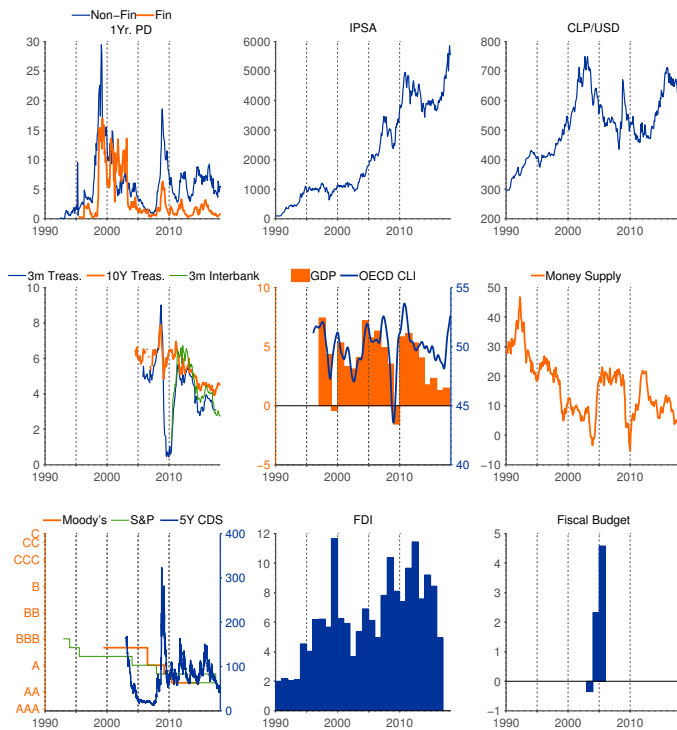 Non-Fin Fin
1Yr. PD
30
25
20
15
10
5
0
1990 2000 2010
IPSA
6000
5000
4000
3000
2000
1000
0
1990 2000 2010
CLP/USD
800
700
600
500
400
300
200
1990 2000 2010
3m Treas. 10Y Treas. 3m Interbank
10
8
6
4
2
0
1990 2000 2010
GDP OECD CLI
10
5
0
-5
55
50
45
40
1990 2000 2010
Money Supply
50
40
30
20
10
0
-10
1990 2000 2010
Moody's S&P 5Y CDS
C
CC
CCC
B
BB
BBB
A
AA
AAA
400
300
200
100
0
1990 2000 2010
FDI
12
10
8
6
4
2
0
1990 2000 2010
Fiscal Budget
5
4
3
2
1
0
-1
1990 2000 2010